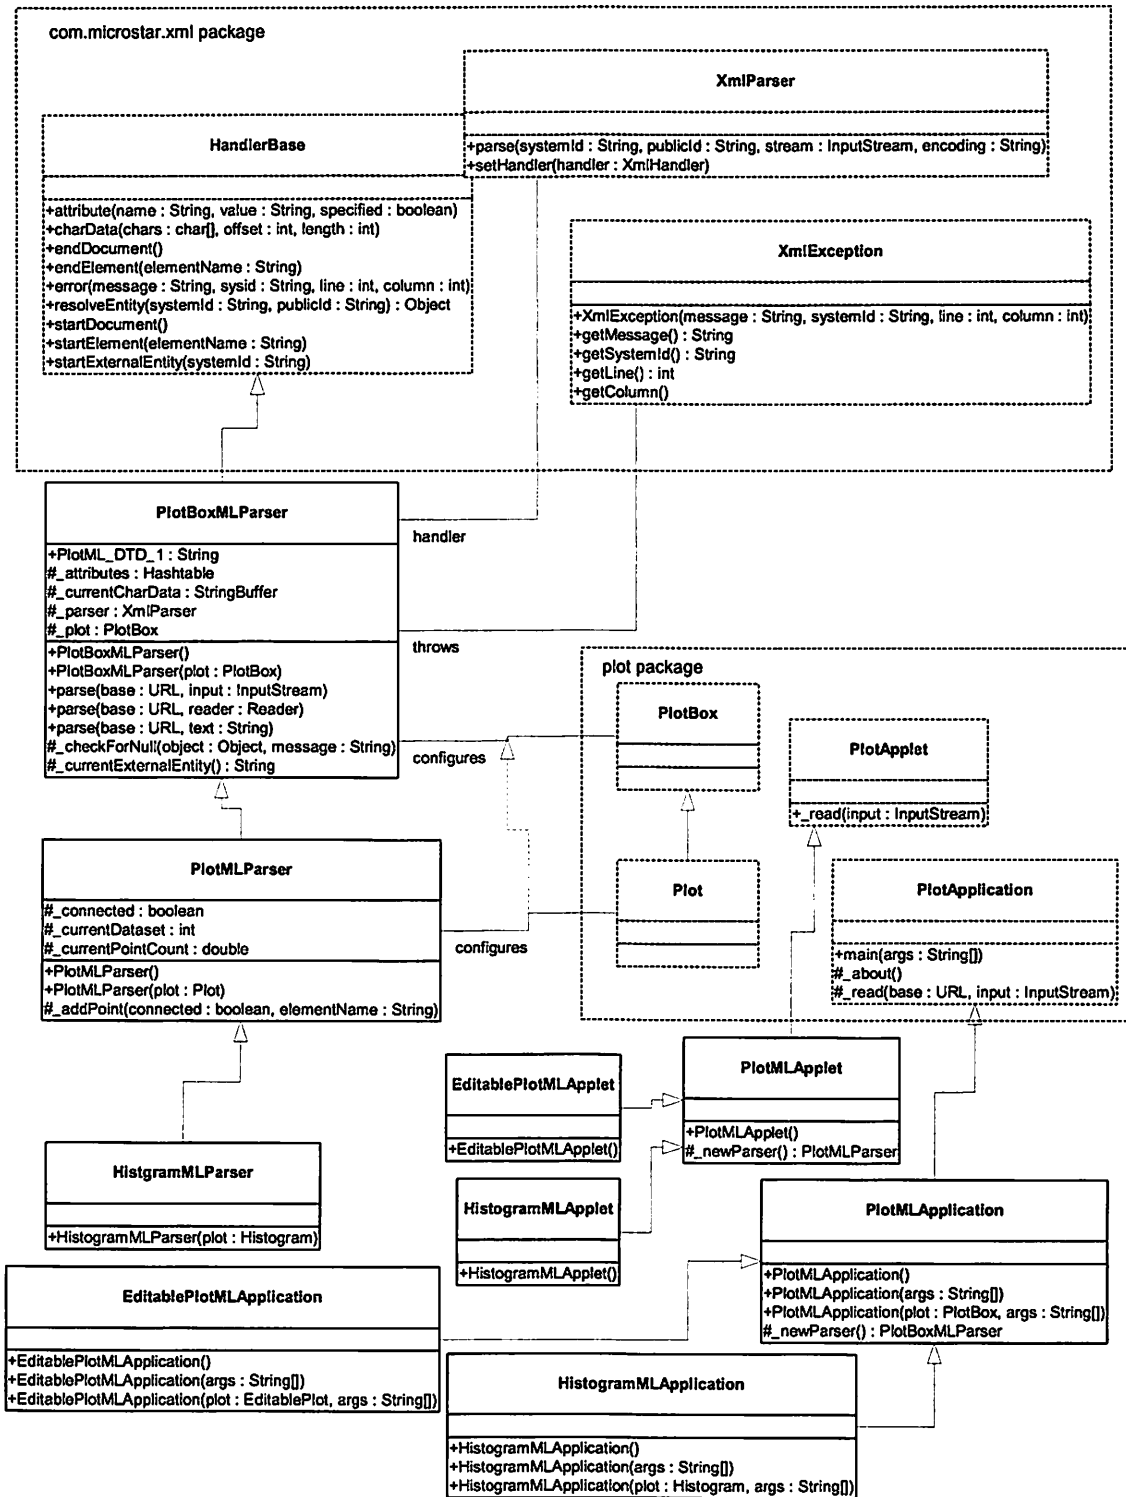 com.microstar.xml package
XmlParser
+parse(systemId : String, publicId : String, stream : InputStream, encoding : String)
+setHandler(handler : XmlHandler)
HandlerBase
+attribute(name : String, value : String, specified : boolean)
+charData(chars : char[], offset : int, length : int)
+endDocument()
+endElement(elementName : String)
+error(message : String, sysid : String, line : int, column : int)
+resolveEntity(systemId : String, publicId : String) : Object
+startDocument()
+startElement(elementName : String)
+startExternalEntity(systemId : String)
XmlException
+XmlException(message : String, systemId : String, line : int, column : int)
+getMessage() : String
+getSystemId() : String
+getLine() : int
+getColumn()
PlotBoxMLParser
+PlotML_DTD_1 : String
#_attributes : Hashtable
#_currentCharData : StringBuffer
#_parser : XmlParser
#_plot : PlotBox
+PlotBoxMLParser()
+PlotBoxMLParser(plot : PlotBox)
+parse(base : URL, input : InputStream)
+parse(base : URL, reader : Reader)
+parse(base : URL, text : String)
#_checkForNull(object : Object, message : String)
#_currentExternalEntity() : String
handler
throws
configures
plot package
PlotBox
PlotApplet
+_read(input : InputStream)
Plot
PlotApplication
+main(args : String[])
#_about()
#_read(base : URL, input : InputStream)
PlotMLParser
#_connected : boolean
#_currentDataset : int
#_currentPointCount : double
+PlotMLParser()
+PlotMLParser(plot : Plot)
#_addPoint(connected : boolean, elementName : String)
configures
EditablePlotMLApplet
+EditablePlotMLApplet()
PlotMLApplet
+PlotMLApplet()
#_newParser() : PlotMLParser
HistgramMLParser
+HistogramMLParser(plot : Histogram)
HistogramMLApplet
+HistogramMLApplet()
PlotMLApplication
+PlotMLApplication()
+PlotMLApplication(args : String[])
+PlotMLApplication(plot : PlotBox, args : String[])
#_newParser() : PlotBoxMLParser
EditablePlotMLApplication
+EditablePlotMLApplication()
+EditablePlotMLApplication(args : String[])
+EditablePlotMLApplication(plot : EditablePlot, args : String[])
HistogramMLApplication
+HistogramMLApplication()
+HistogramMLApplication(args : String[])
+HistogramMLApplication(plot : Histogram, args : String[])